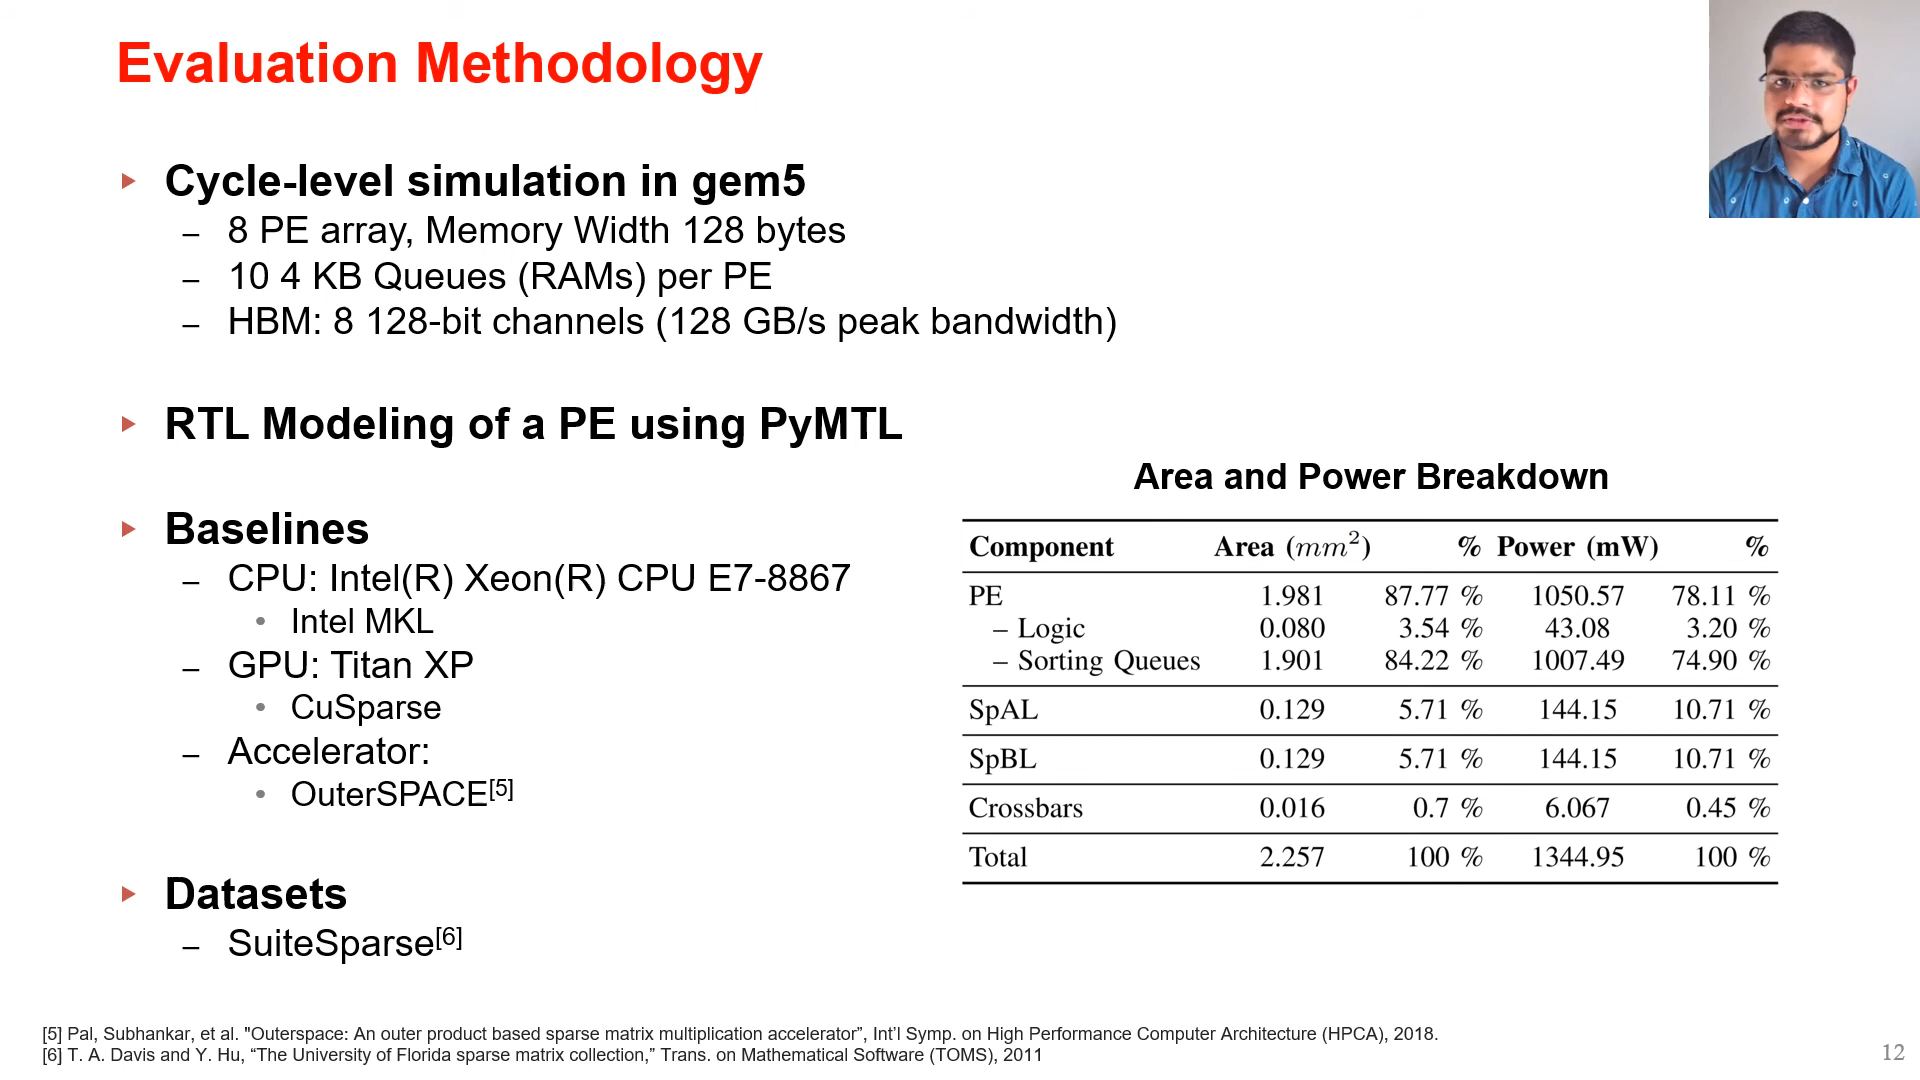 Evaluation Methodology
Cycle-level simulation in gem5
– 8 PE array, Memory Width 128 bytes
– 10 4 KB Queues (RAMs) per PE
– HBM: 8 128-bit channels (128 GB/s peak bandwidth)
RTL Modeling of a PE using PyMTL
Baselines
– CPU: Intel(R) Xeon(R) CPU E7-8867
• Intel MKL
– GPU: Titan XP
• CuSparse
– Accelerator:
• OuterSPACE[5]
Datasets
– SuiteSparse[6]
Area and Power Breakdown
Component Area (mm²) % Power (mW) %
PE 1.981 87.77 % 1050.57 78.11 %
– Logic 0.080 3.54 % 43.08 3.20 %
– Sorting Queues 1.901 84.22 % 1007.49 74.90 %
SpAL 0.129 5.71 % 144.15 10.71 %
SpBL 0.129 5.71 % 144.15 10.71 %
Crossbars 0.016 0.7 % 6.067 0.45 %
Total 2.257 100 % 1344.95 100 %
[5] Pal, Subhankar, et al. "Outerspace: An outer product based sparse matrix multiplication accelerator”, Int’l Symp. on High Performance Computer Architecture (HPCA), 2018.
[6] T. A. Davis and Y. Hu, “The University of Florida sparse matrix collection,” Trans. on Mathematical Software (TOMS), 2011
12